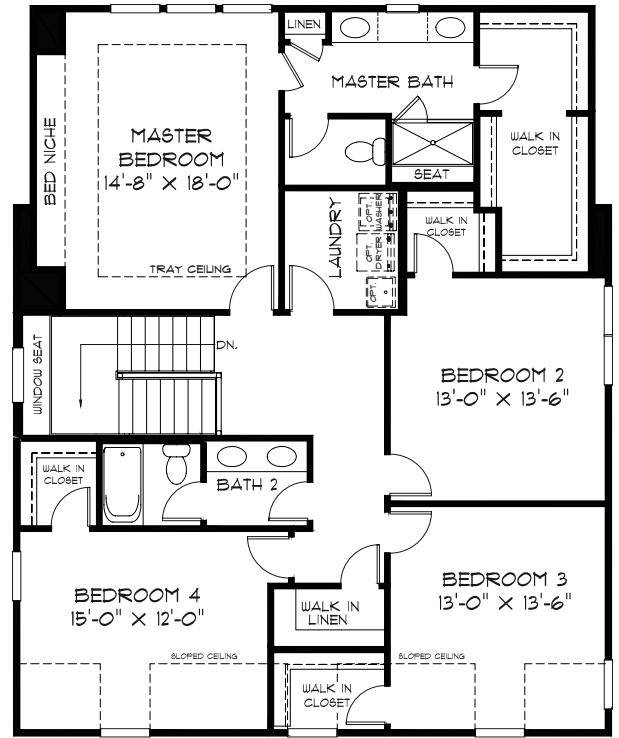 LINEN
MASTER BATH
BED NICHE
MASTER
BEDROOM
14'-8" X 18'-0"
TRAY CEILING
WALK IN
CLOSET
SEAT
LAUNDRY
OPT.
WASHER
OPT.
DRYER
OPT.
WALK IN
CLOSET
WINDOW SEAT
DN.
BEDROOM 2
13'-0" X 13'-6"
WALK IN
CLOSET
BATH 2
BEDROOM 4
15'-0" X 12'-0"
SLOPED CEILING
WALK IN
LINEN
BEDROOM 3
13'-0" X 13'-6"
SLOPED CEILING
WALK IN
CLOSET